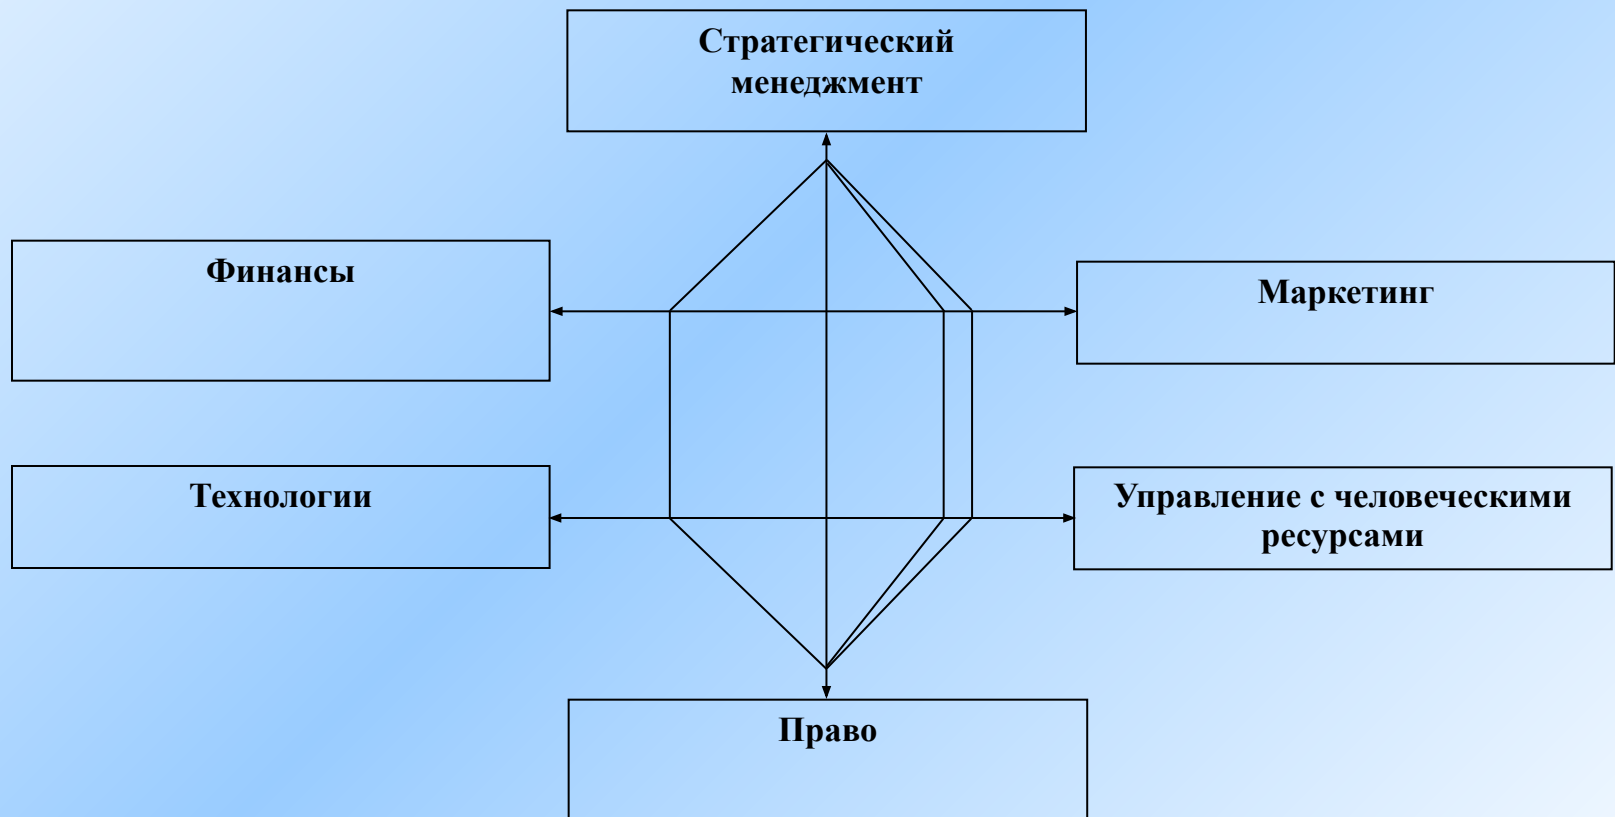 Стратегический
менеджмент
Финансы
Маркетинг
Технологии
Управление с человеческими
ресурсами
Право